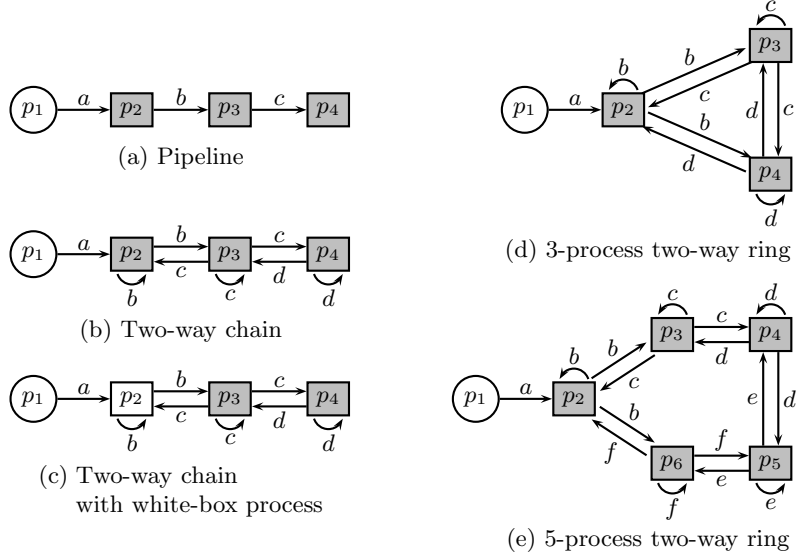 p1 a p2 b p3 c p4
(a) Pipeline
p1 a p2 b p3 c p4
c d
b c d
(b) Two-way chain
p1 a p2 b p3 c p4
c d
b c d
(c) Two-way chain
with white-box process
c
p3
b
b c
p1 a p2 d c
b
d
p4
d
(d) 3-process two-way ring
c d
p3 c p4
b d
b c
p1 a p2 e d
b
f f
p6 p5
e
f e
(e) 5-process two-way ring